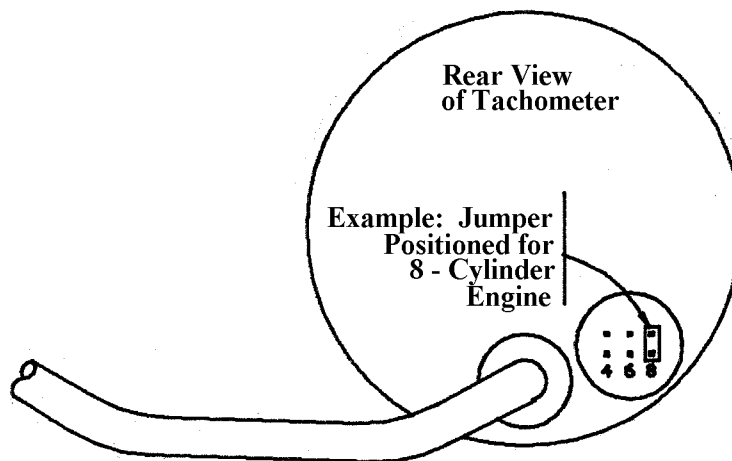 Rear View
of Tachometer
Example: Jumper
Positioned for
8 - Cylinder
Engine
4 6 8